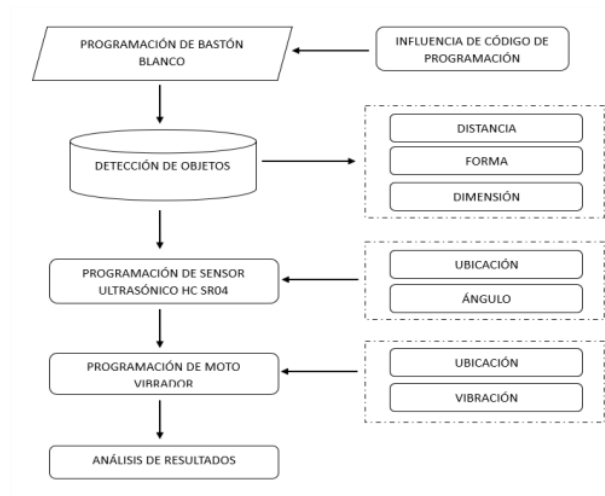 PROGRAMACIÓN DE BASTÓN
BLANCO
INFLUENCIA DE CÓDIGO DE
PROGRAMACIÓN
DETECCIÓN DE OBJETOS
DISTANCIA
FORMA
DIMENSIÓN
PROGRAMACIÓN DE SENSOR
ULTRASÓNICO HC SR04
UBICACIÓN
ÁNGULO
PROGRAMACIÓN DE MOTO
VIBRADOR
UBICACIÓN
VIBRACIÓN
ANÁLISIS DE RESULTADOS